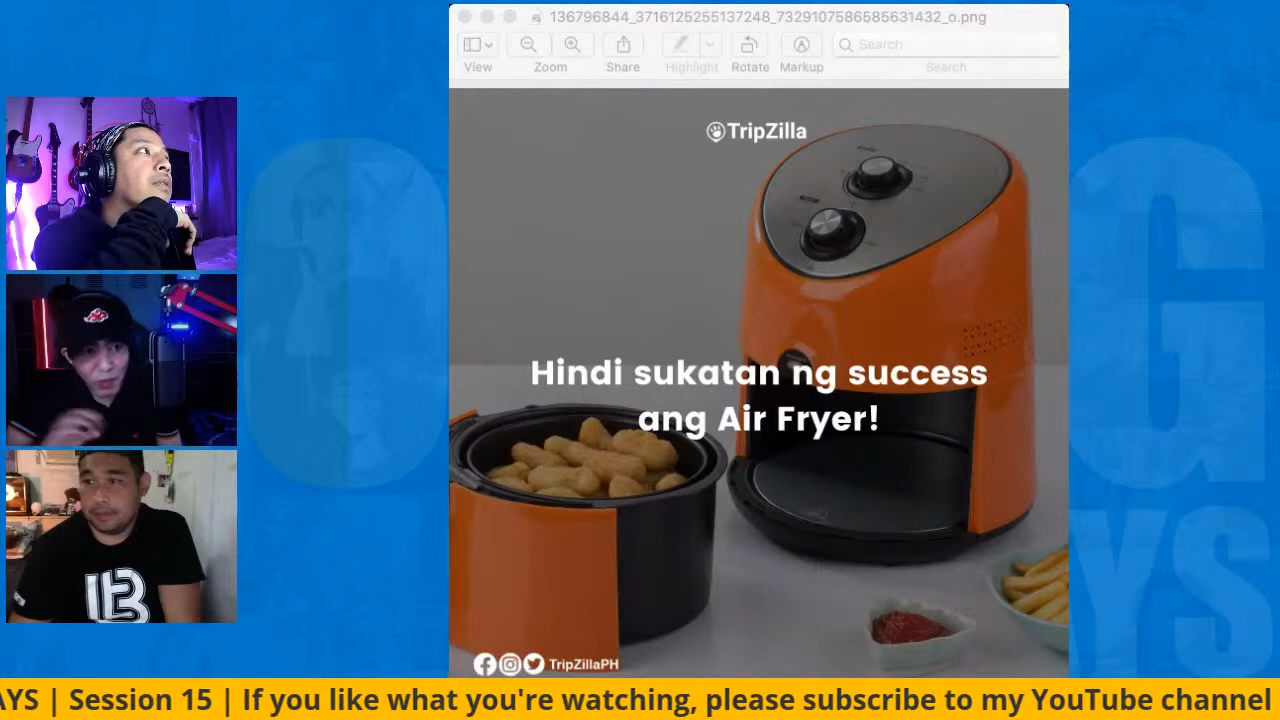 136796844_3716125255137248_7329107586585631432_o.png
Search
View Zoom Share Highlight Rotate Markup Search
TripZilla
Hindi sukatan ng success
ang Air Fryer!
TripZillaPH
AYS | Session 15 | If you like what you're watching, please subscribe to my YouTube channel